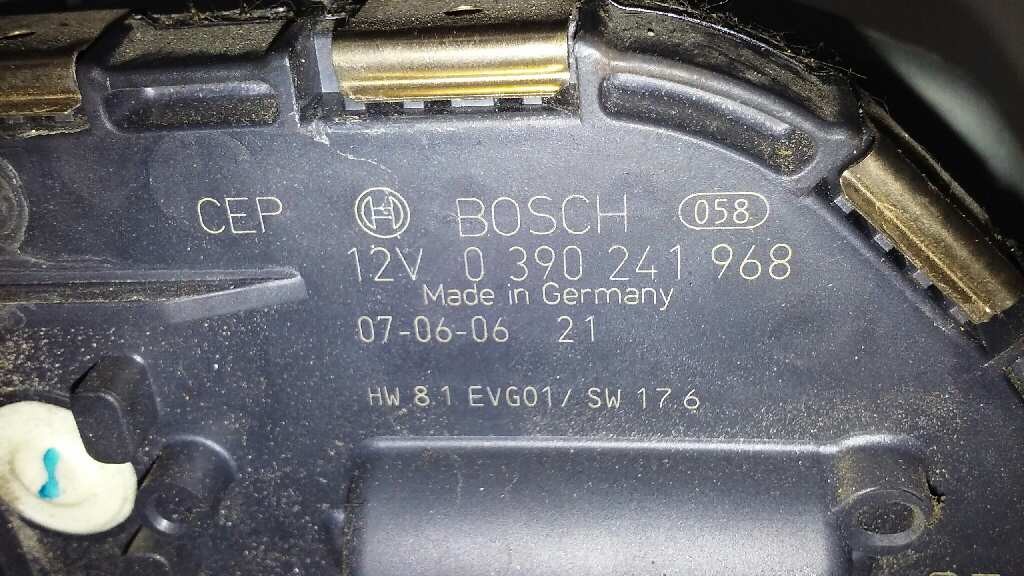 CEP BOSCH 058
12V 0 390 241 968
Made in Germany
07-06-06 21
HW 8.1 EVG01/ SW 17.6